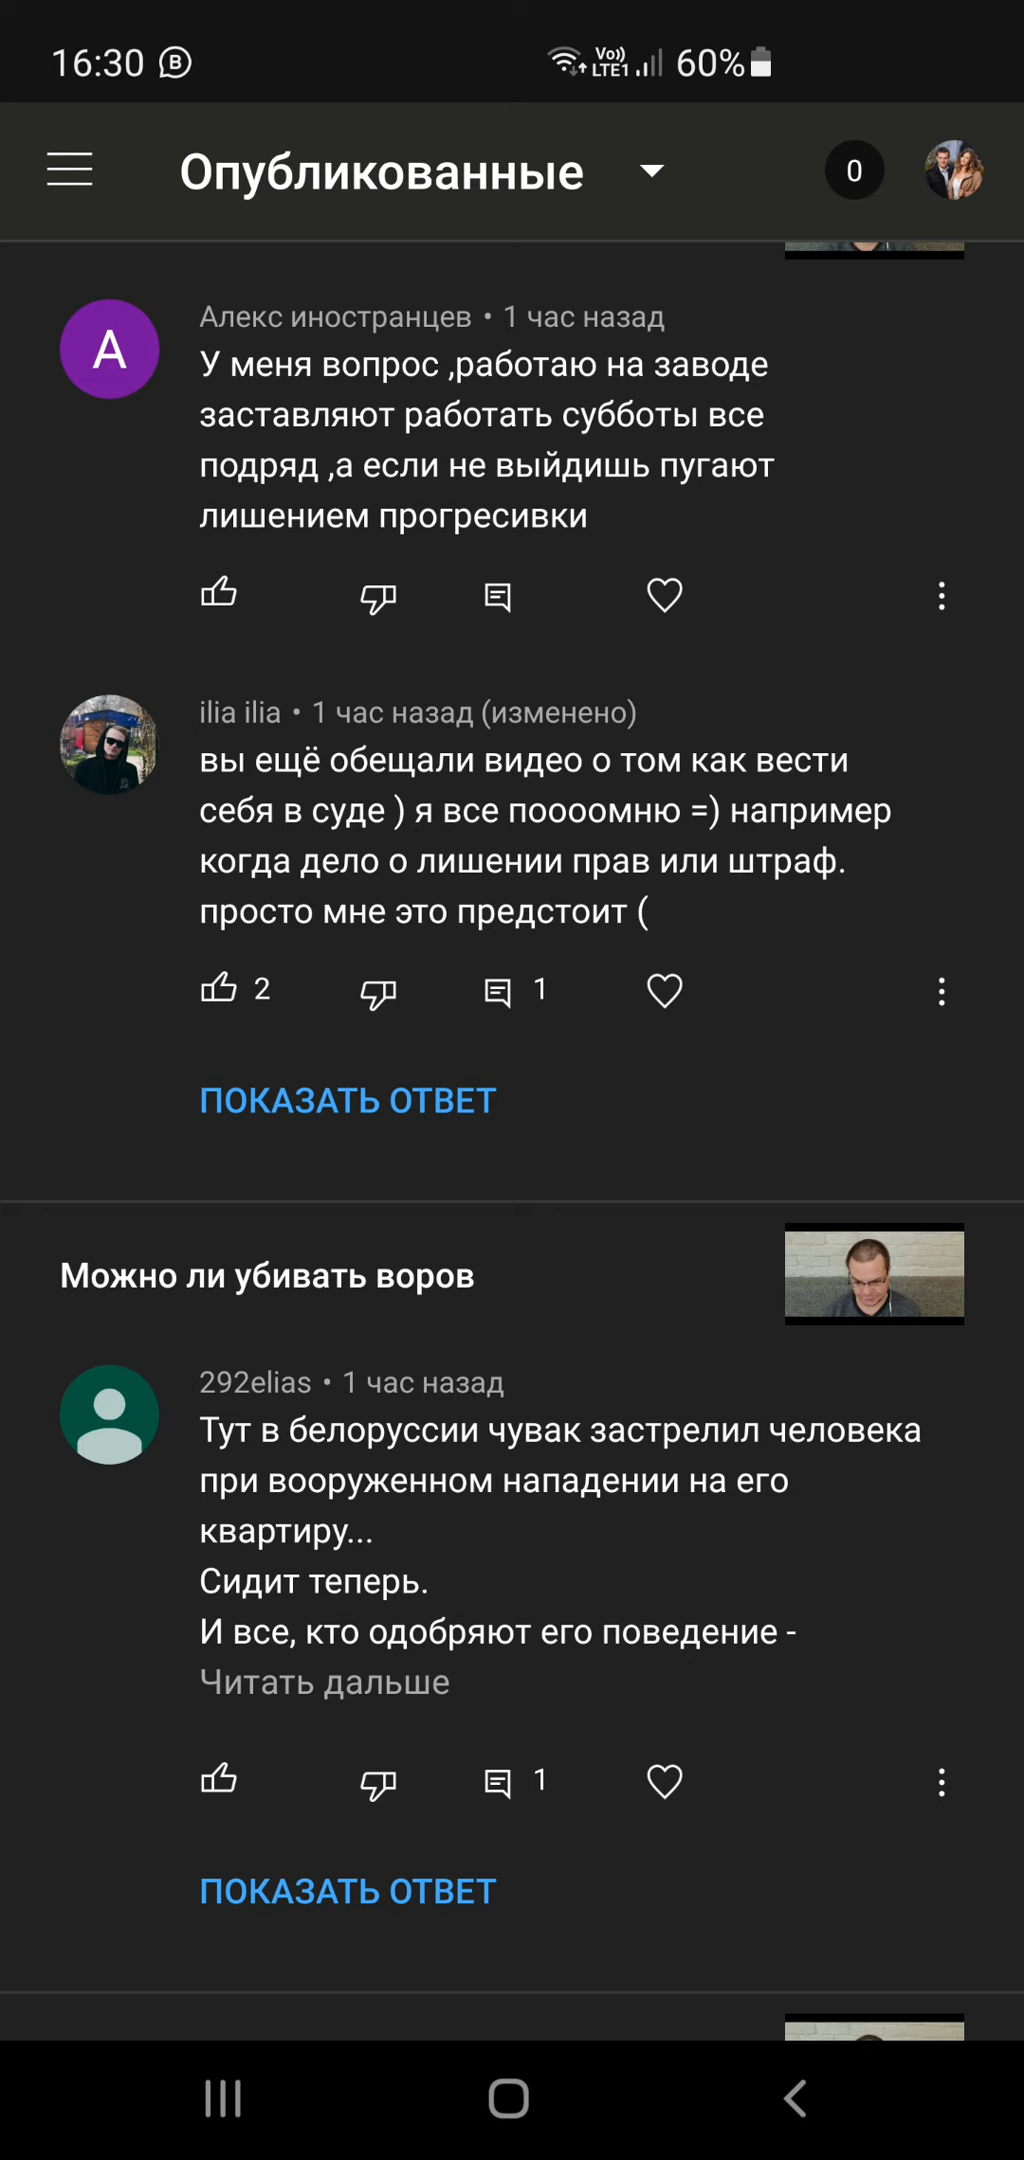 16:30
Vo)) LTE1 60%
Опубликованные
0
А
Алекс иностранцев • 1 час назад
У меня вопрос ,работаю на заводе
заставляют работать субботы все
подряд ,а если не выйдишь пугают
лишением прогресивки
ilia ilia • 1 час назад (изменено)
вы ещё обещали видео о том как вести
себя в суде ) я все поооомню =) например
когда дело о лишении прав или штраф.
просто мне это предстоит (
2 1
ПОКАЗАТЬ ОТВЕТ
Можно ли убивать воров
292elias • 1 час назад
Тут в белоруссии чувак застрелил человека
при вооруженном нападении на его
квартиру...
Сидит теперь.
И все, кто одобряют его поведение -
Читать дальше
1
ПОКАЗАТЬ ОТВЕТ